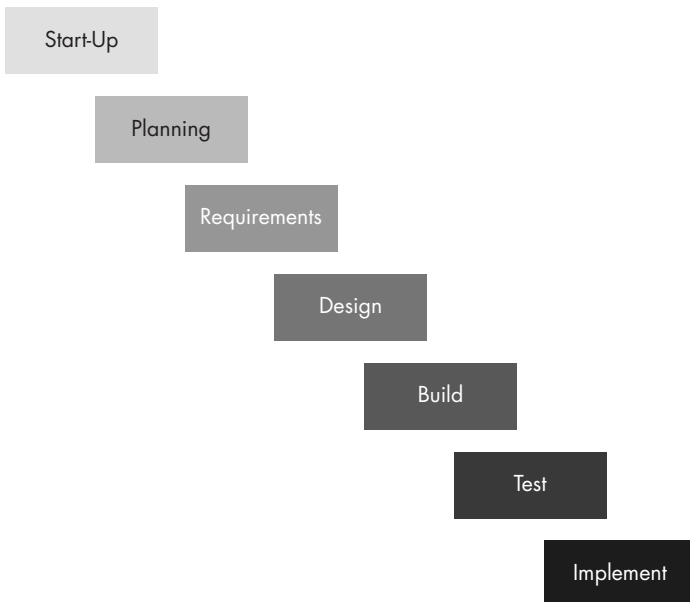 Start-Up
Planning
Requirements
Design
Build
Test
Implement